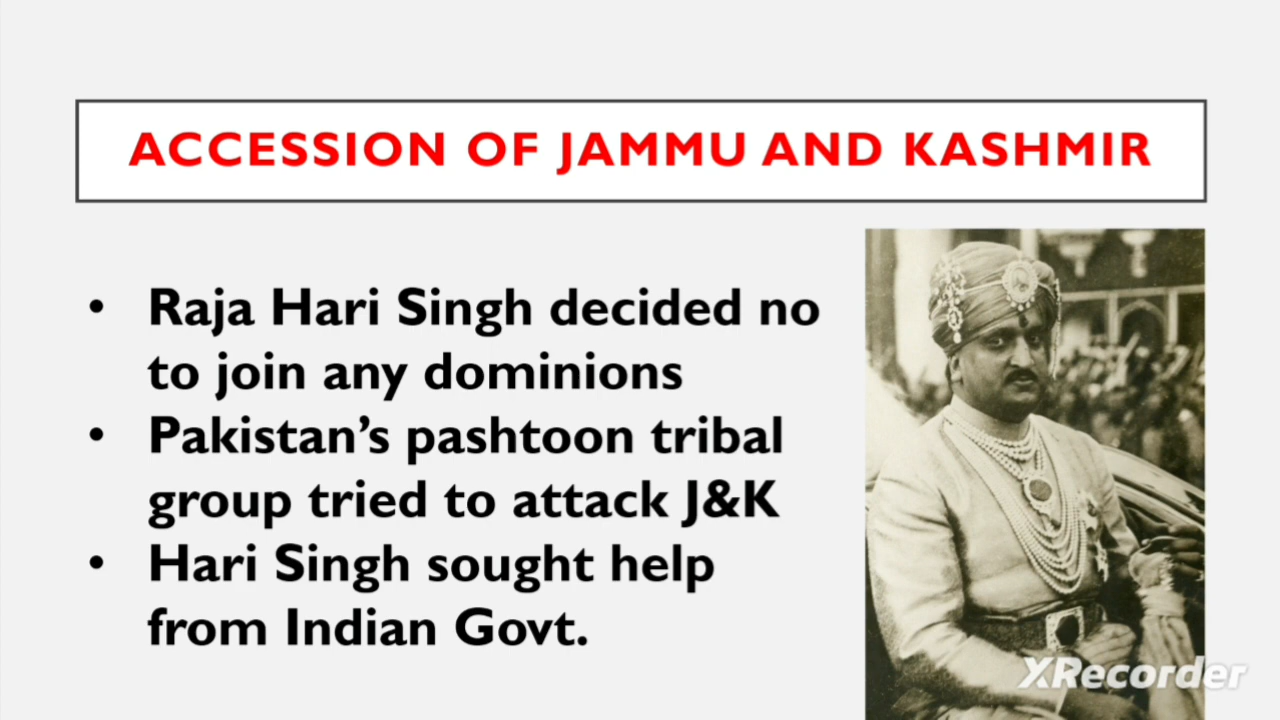 ACCESSION OF JAMMU AND KASHMIR
• Raja Hari Singh decided no
to join any dominions
• Pakistan's pashtoon tribal
group tried to attack J&K
• Hari Singh sought help
from Indian Govt.
XRecorder